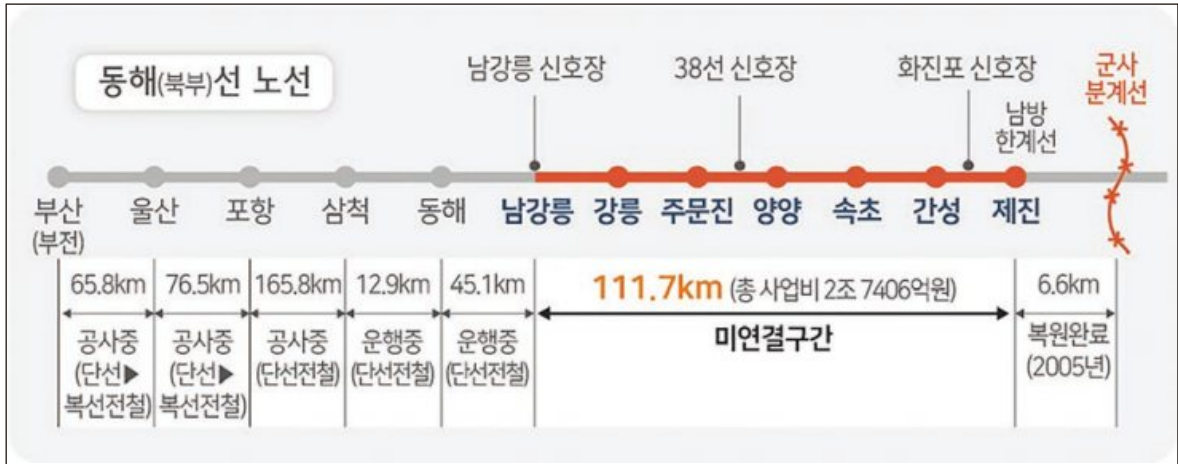 동해(북부)선 노선
남강릉 신호장
38선 신호장
화진포 신호장
군사
분계선
남방
한계선
부산
(부전)
울산
포항
삼척
동해
남강릉
강릉
주문진
양양
속초
간성
제진
65.8km
76.5km
165.8km
12.9km
45.1km
111.7km (총 사업비 2조 7406억원)
6.6km
공사중
(단선▶
복선전철)
공사중
(단선▶
복선전철)
공사중
(단선전철)
운행중
(단선전철)
운행중
(단선전철)
미연결구간
복원완료
(2005년)